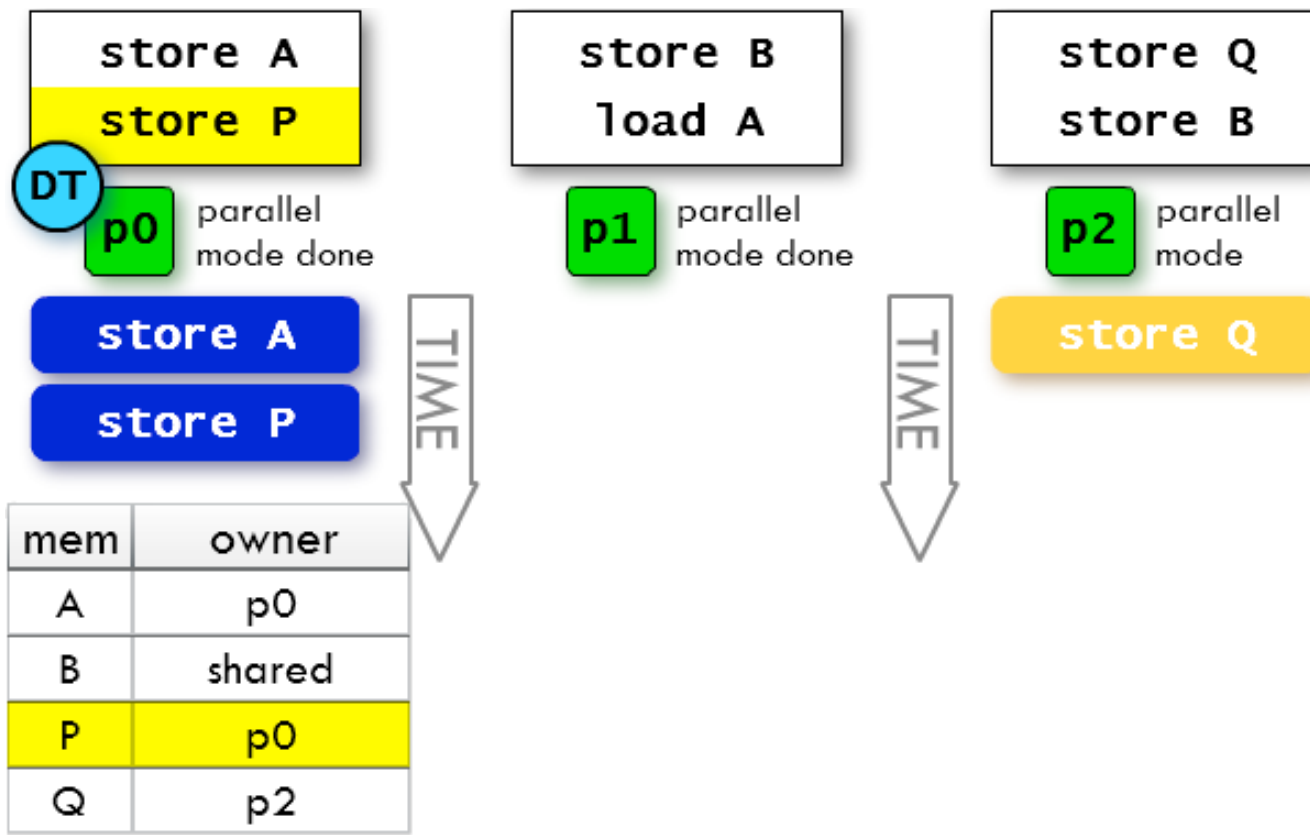 store A
store P
DT
p0
parallel
mode done
store A
store P
TIME
store B
load A
p1
parallel
mode done
TIME
store Q
store B
p2
parallel
mode
store Q
mem owner
A p0
B shared
P p0
Q p2